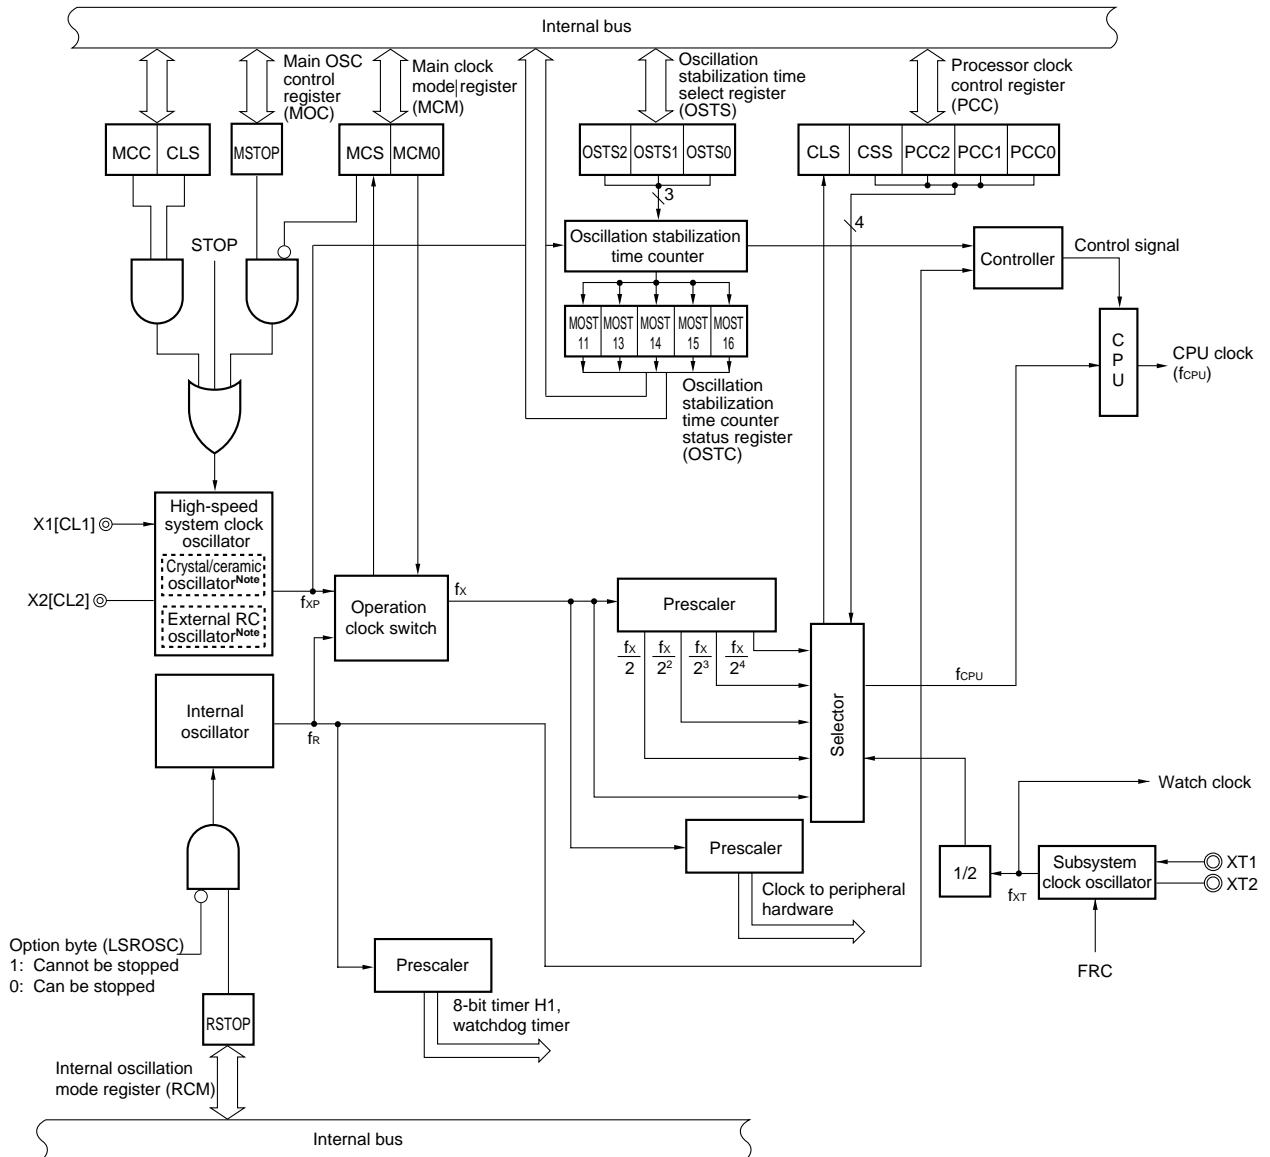 Internal bus
Main OSC
control
register
(MOC)
Main clock
mode register
(MCM)
Oscillation
stabilization time
select register
(OSTS)
Processor clock
control register
(PCC)
MCC CLS
MSTOP
MCS MCM0
OSTS2 OSTS1 OSTS0
CLS CSS PCC2 PCC1 PCC0
3
4
STOP
Oscillation stabilization
time counter
Controller
Control signal
MOST MOST MOST MOST MOST
11 13 14 15 16
CPU
CPU clock
(fCPU)
Oscillation
stabilization
time counter
status register
(OSTC)
High-speed
system clock
oscillator
X1[CL1]
Crystal/ceramic
oscillatorNote
X2[CL2]
External RC
oscillatorNote
fXP
Operation
clock switch
fX
Prescaler
fX/2 fX/2² fX/2³ fX/2⁴
Selector
fCPU
Internal
oscillator
fR
Watch clock
Prescaler
Clock to peripheral
hardware
1/2
fXT
Subsystem
clock oscillator
XT1
XT2
FRC
Option byte (LSROSC)
1: Cannot be stopped
0: Can be stopped
Prescaler
8-bit timer H1,
watchdog timer
RSTOP
Internal oscillation
mode register (RCM)
Internal bus